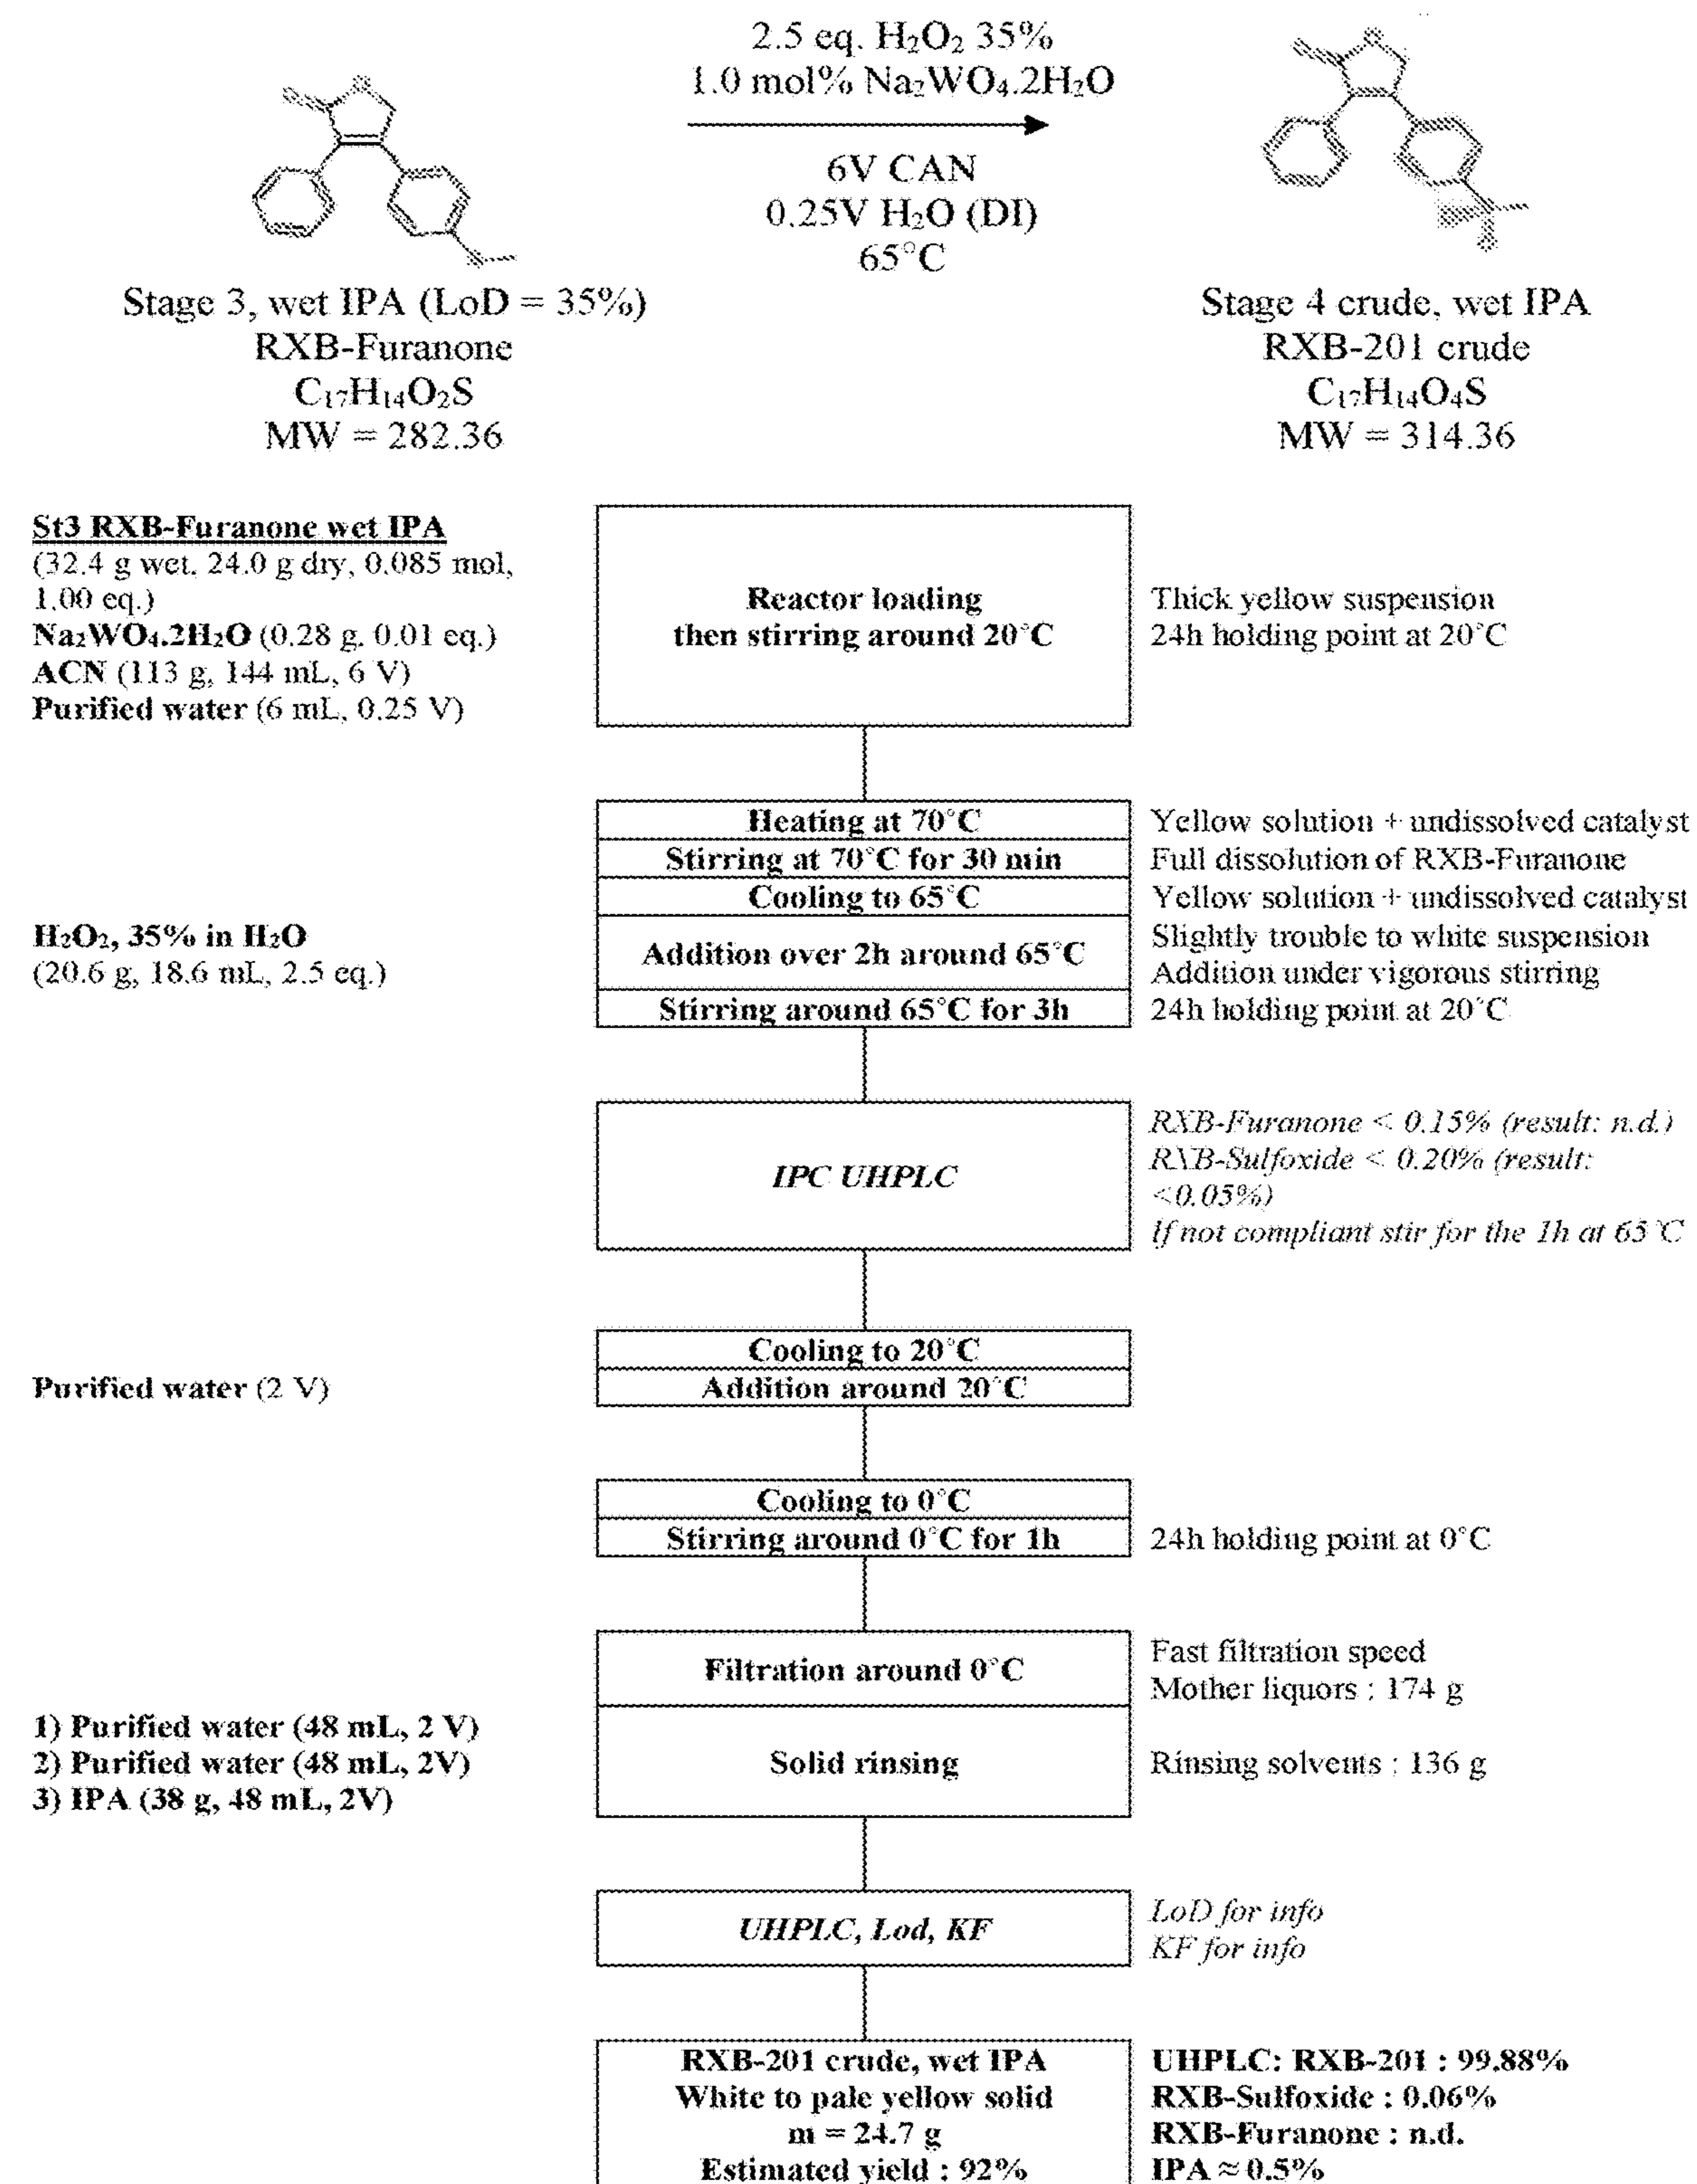 2.5 eq. H₂O₂ 35%
1.0 mol% Na₂WO₄.2H₂O
6V CAN
0.25V H₂O (DI)
65°C
Stage 3, wet IPA (LoD = 35%)
RXB-Furanone
C₁₇H₁₄O₂S
MW = 282.36
Stage 4 crude, wet IPA
RXB-201 crude
C₁₇H₁₄O₄S
MW = 314.36
St3 RXB-Furanone wet IPA
(32.4 g wet, 24.0 g dry, 0.085 mol,
1.00 eq.)
Na₂WO₄.2H₂O (0.28 g, 0.01 eq.)
ACN (113 g, 144 mL, 6 V)
Purified water (6 mL, 0.25 V)
Reactor loading
then stirring around 20°C
Thick yellow suspension
24h holding point at 20°C
Heating at 70°C
Yellow solution + undissolved catalyst
Stirring at 70°C for 30 min
Full dissolution of RXB-Furanone
Cooling to 65°C
Yellow solution + undissolved catalyst
H₂O₂, 35% in H₂O
(20.6 g, 18.6 mL, 2.5 eq.)
Addition over 2h around 65°C
Slightly trouble to white suspension
Addition under vigorous stirring
Stirring around 65°C for 3h
24h holding point at 20°C
IPC UHPLC
RXB-Furanone < 0.15% (result: n.d.)
RXB-Sulfoxide < 0.20% (result:
<0.05%)
If not compliant stir for the 1h at 65°C
Cooling to 20°C
Purified water (2 V)
Addition around 20°C
Cooling to 0°C
Stirring around 0°C for 1h
24h holding point at 0°C
Filtration around 0°C
Fast filtration speed
Mother liquors : 174 g
1) Purified water (48 mL, 2 V)
2) Purified water (48 mL, 2V)
3) IPA (38 g, 48 mL, 2V)
Solid rinsing
Rinsing solvents : 136 g
UHPLC, Lod, KF
LoD for info
KF for info
RXB-201 crude, wet IPA
White to pale yellow solid
m = 24.7 g
Estimated yield : 92%
UHPLC: RXB-201 : 99.88%
RXB-Sulfoxide : 0.06%
RXB-Furanone : n.d.
IPA ≈ 0.5%